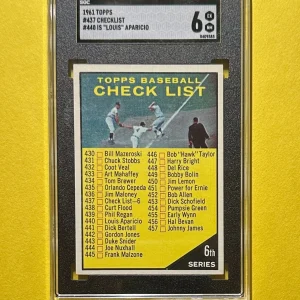 1961 TOPPS
#437 CHECKLIST
#440 IS "LOUIS" APARICIO
6
TOPPS BASEBALL
CHECK LIST
430 Bill Mazeroski
431 Chuck Stobbs
432 Coot Veal
433 Art Mahaffey
434 Tom Brewer
435 Orlando Cepeda
436 Jim Maloney
437 Check List—6
438 Curt Flood
439 Phil Regan
440 Louis Aparicio
441 Dick Bertell
442 Gordon Jones
443 Duke Snider
444 Joe Nuxhall
445 Frank Malzone
446 Bob "Hawk" Taylor
447 Harry Bright
448 Del Rice
449 Bobby Bolin
450 Jim Lemon
451 Power for Ernie
452 Bob Allen
453 Dick Schofield
454 Pumpsie Green
455 Early Wynn
456 Hal Bevan
457 Johnny James
6th
SERIES